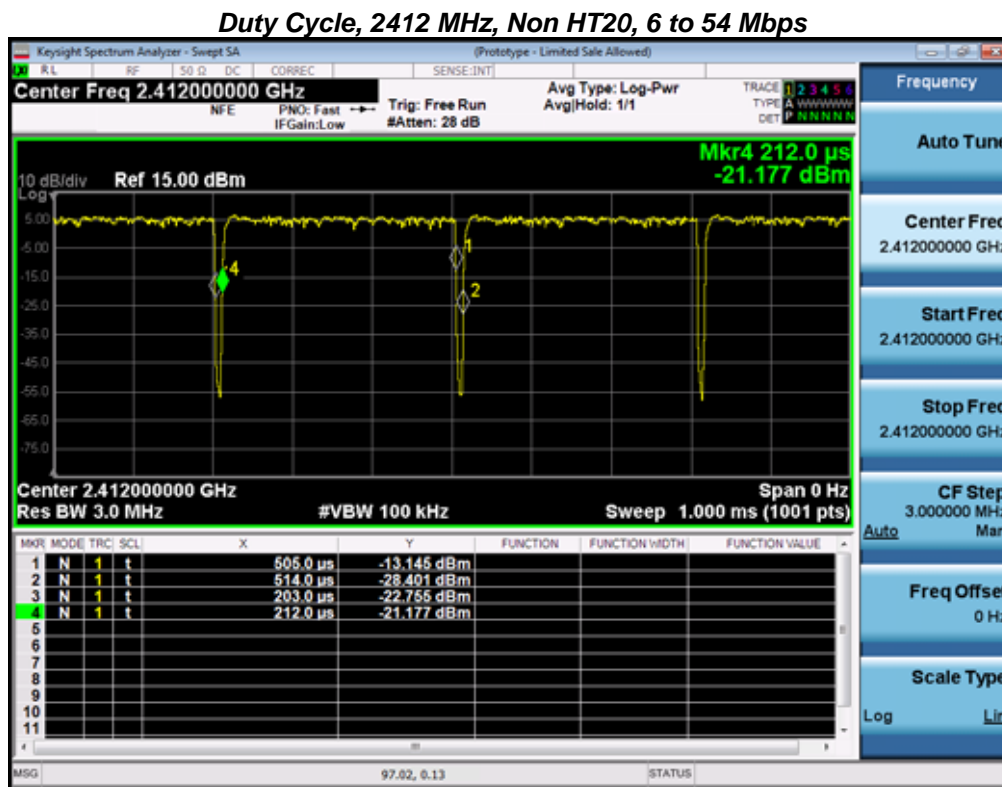 Duty Cycle, 2412 MHz, Non HT20, 6 to 54 Mbps
Keysight Spectrum Analyzer - Swept SA (Prototype - Limited Sale Allowed)
RL RF 50 Ω DC CORREC SENSE:INT
Center Freq 2.412000000 GHz
NFE PNO: Fast Trig: Free Run Avg Type: Log-Pwr TRACE 1 2 3 4 5 6
IFGain:Low #Atten: 28 dB Avg|Hold: 1/1 TYPE A WWWWW
DET P N N N N N
Mkr4 212.0 µs
10 dB/div Ref 15.00 dBm -21.177 dBm
Log
5.00
-5.00
-15.0
-25.0
-35.0
-45.0
-55.0
-65.0
-75.0
1
4
2
Center 2.412000000 GHz Span 0 Hz
Res BW 3.0 MHz #VBW 100 kHz Sweep 1.000 ms (1001 pts)
MKR MODE TRC SCL X Y FUNCTION FUNCTION WIDTH FUNCTION VALUE
1 N 1 t 505.0 µs -13.145 dBm
2 N 1 t 514.0 µs -28.401 dBm
3 N 1 t 203.0 µs -22.755 dBm
4 N 1 t 212.0 µs -21.177 dBm
5
6
7
8
9
10
11
MSG 97.02, 0.13 STATUS
Frequency
Auto Tune
Center Freq
2.412000000 GHz
Start Freq
2.412000000 GHz
Stop Freq
2.412000000 GHz
CF Step
3.000000 MHz
Auto Man
Freq Offset
0 Hz
Scale Type
Log Lin